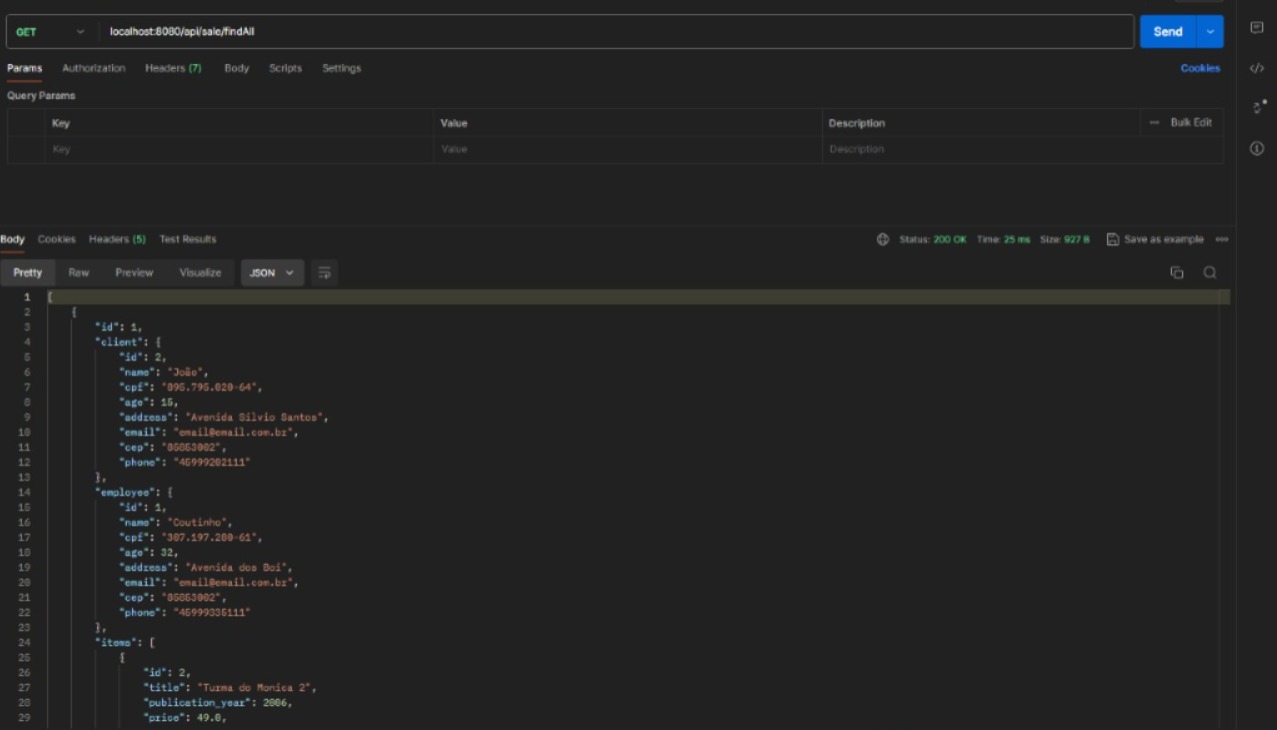 GET localhost:8080/api/sale/findAll Send
Params Authorization Headers (7) Body Scripts Settings Cookies
Query Params
Key Value Description Bulk Edit
Key Value Description
Body Cookies Headers (5) Test Results Status: 200 OK Time: 25 ms Size: 927 B Save as example
Pretty Raw Preview Visualize JSON
1 [
2 {
3 "id": 1,
4 "client": {
5 "id": 2,
6 "name": "João",
7 "cpf": "095.795.020-64",
8 "age": 15,
9 "address": "Avenida Silvio Santos",
10 "email": "email@email.com.br",
11 "cep": "85853002",
12 "phone": "45999202111"
13 },
14 "employee": {
15 "id": 1,
16 "name": "Coutinho",
17 "cpf": "307.197.200-61",
18 "age": 32,
19 "address": "Avenida dos Boi",
20 "email": "email@email.com.br",
21 "cep": "85853002",
22 "phone": "45999335111"
23 },
24 "items": [
25 {
26 "id": 2,
27 "title": "Turma do Monica 2",
28 "publication_year": 2006,
29 "price": 49.0,